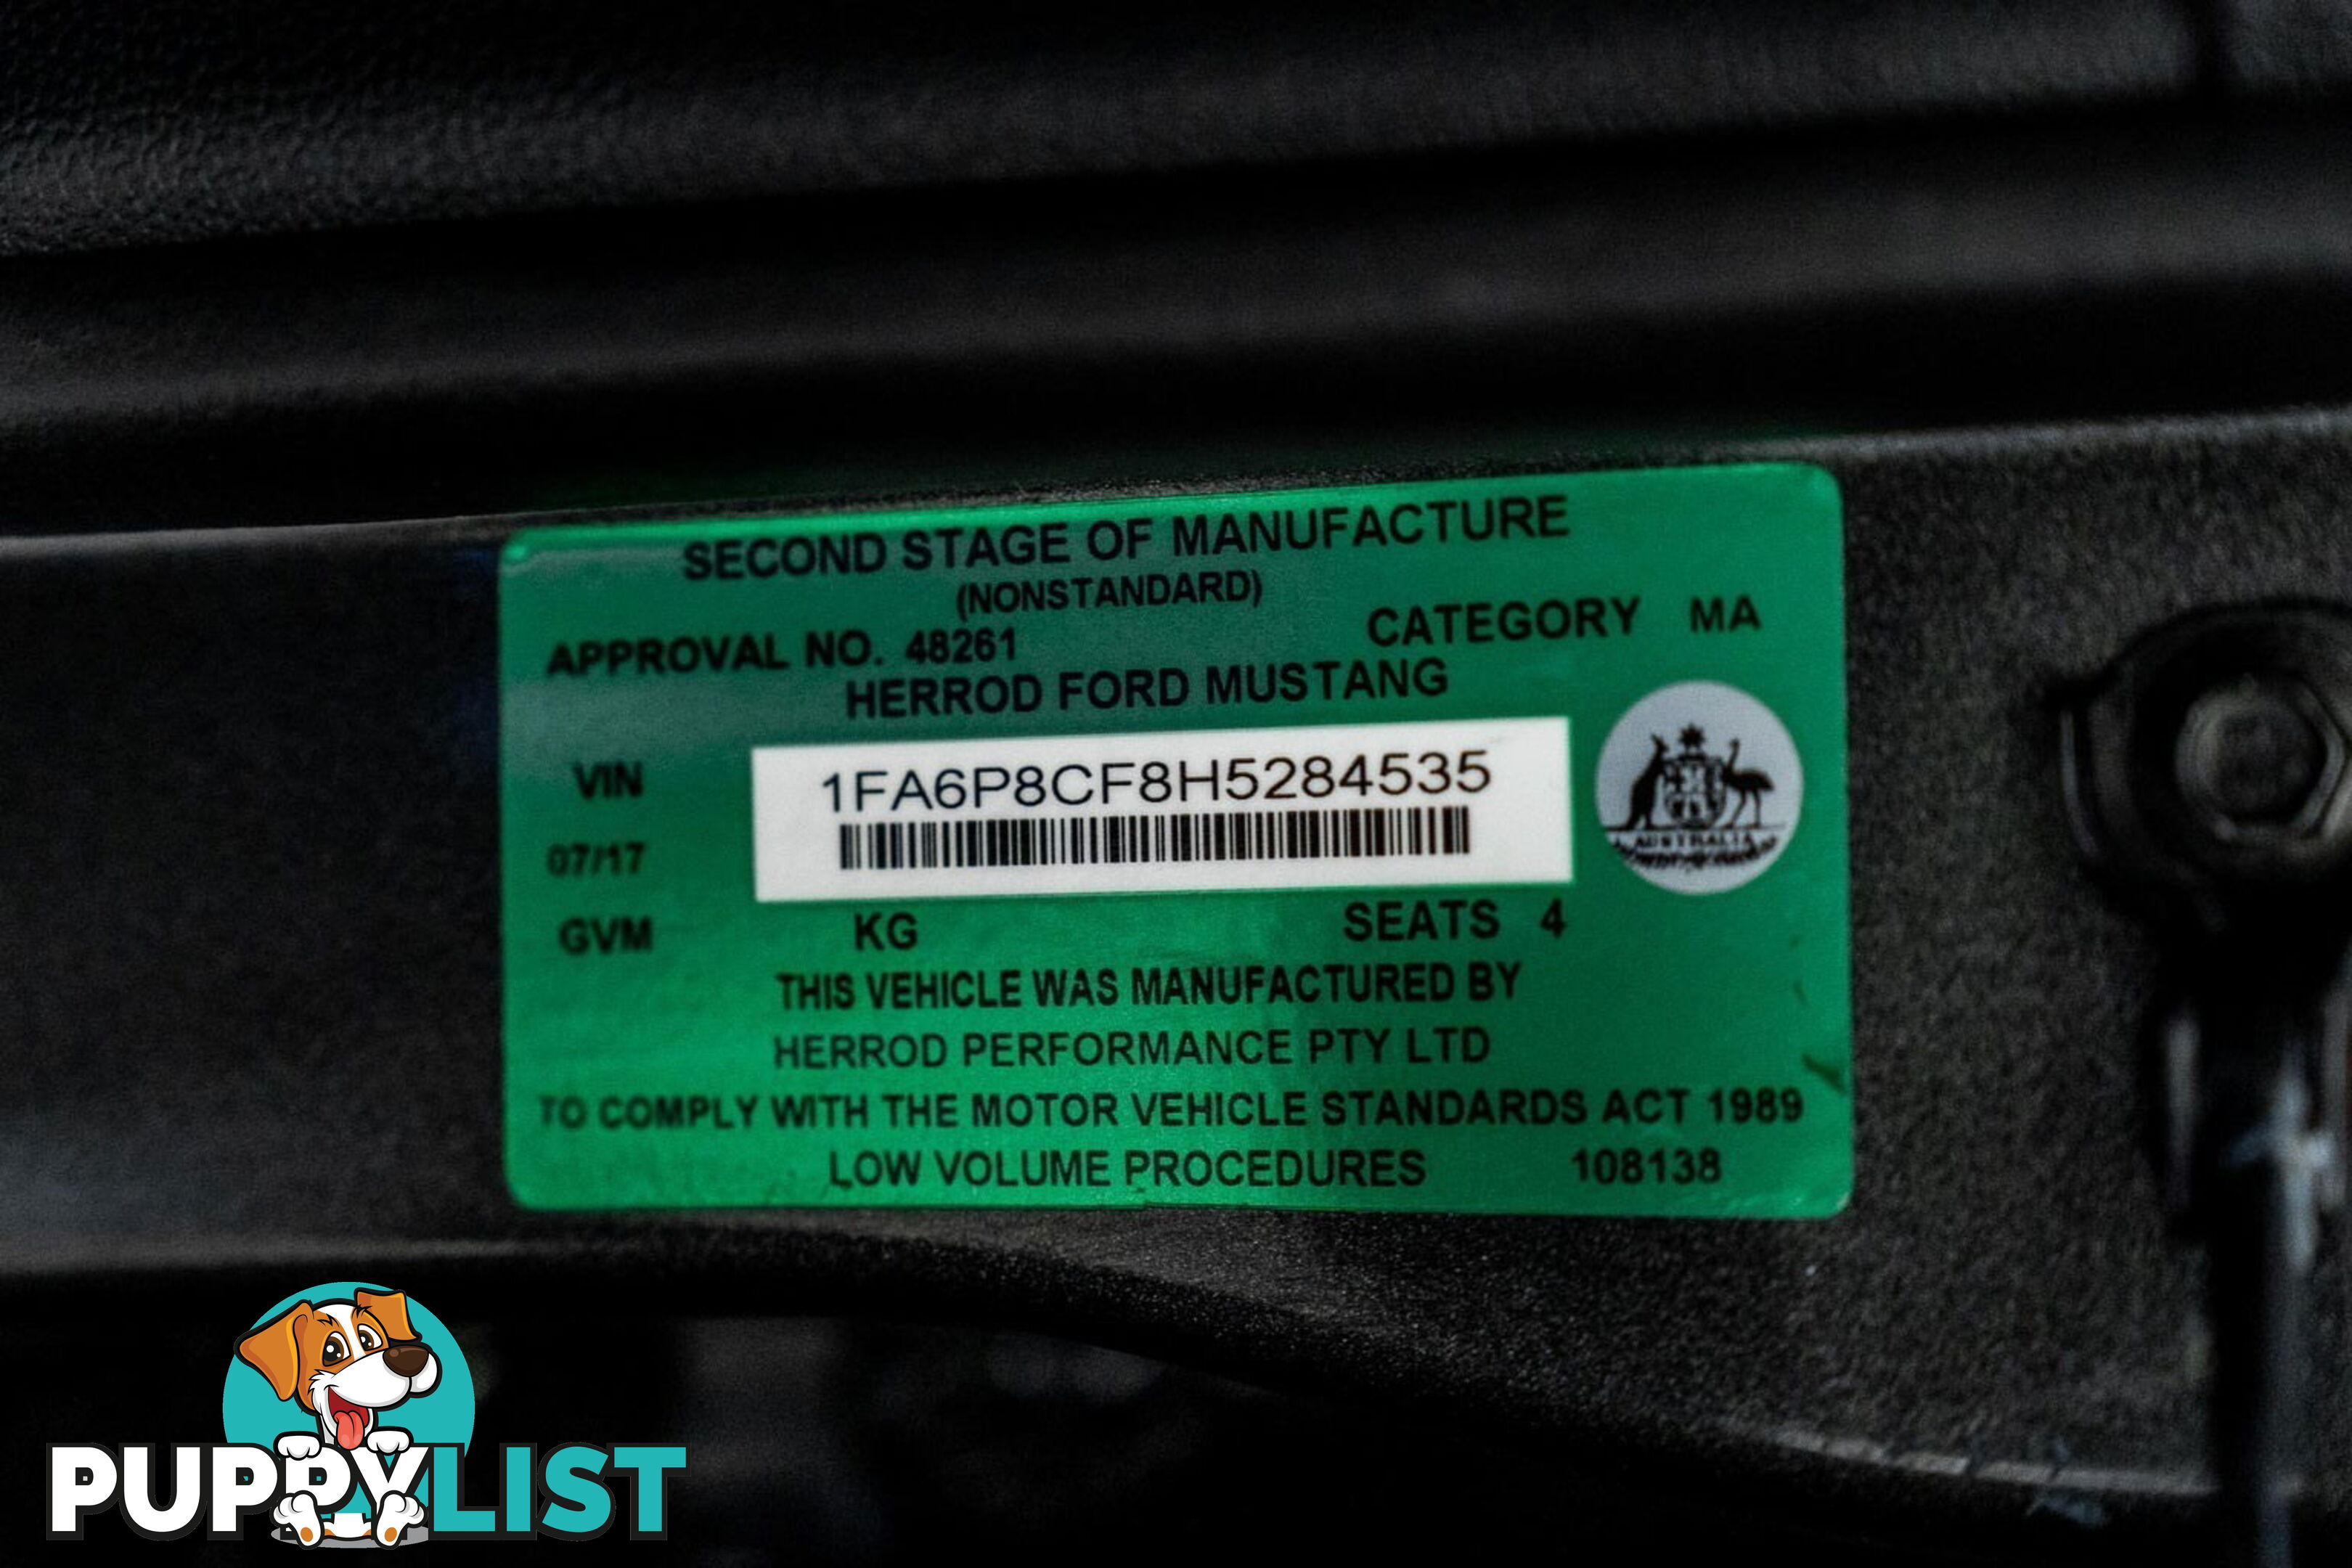 SECOND STAGE OF MANUFACTURE
(NONSTANDARD)
APPROVAL NO. 48261 CATEGORY MA
HERROD FORD MUSTANG
VIN 1FA6P8CF8H5284535
07/17
AUSTRALIA
GVM KG SEATS 4
THIS VEHICLE WAS MANUFACTURED BY
HERROD PERFORMANCE PTY LTD
TO COMPLY WITH THE MOTOR VEHICLE STANDARDS ACT 1989
LOW VOLUME PROCEDURES 108138
PUPPYLIST